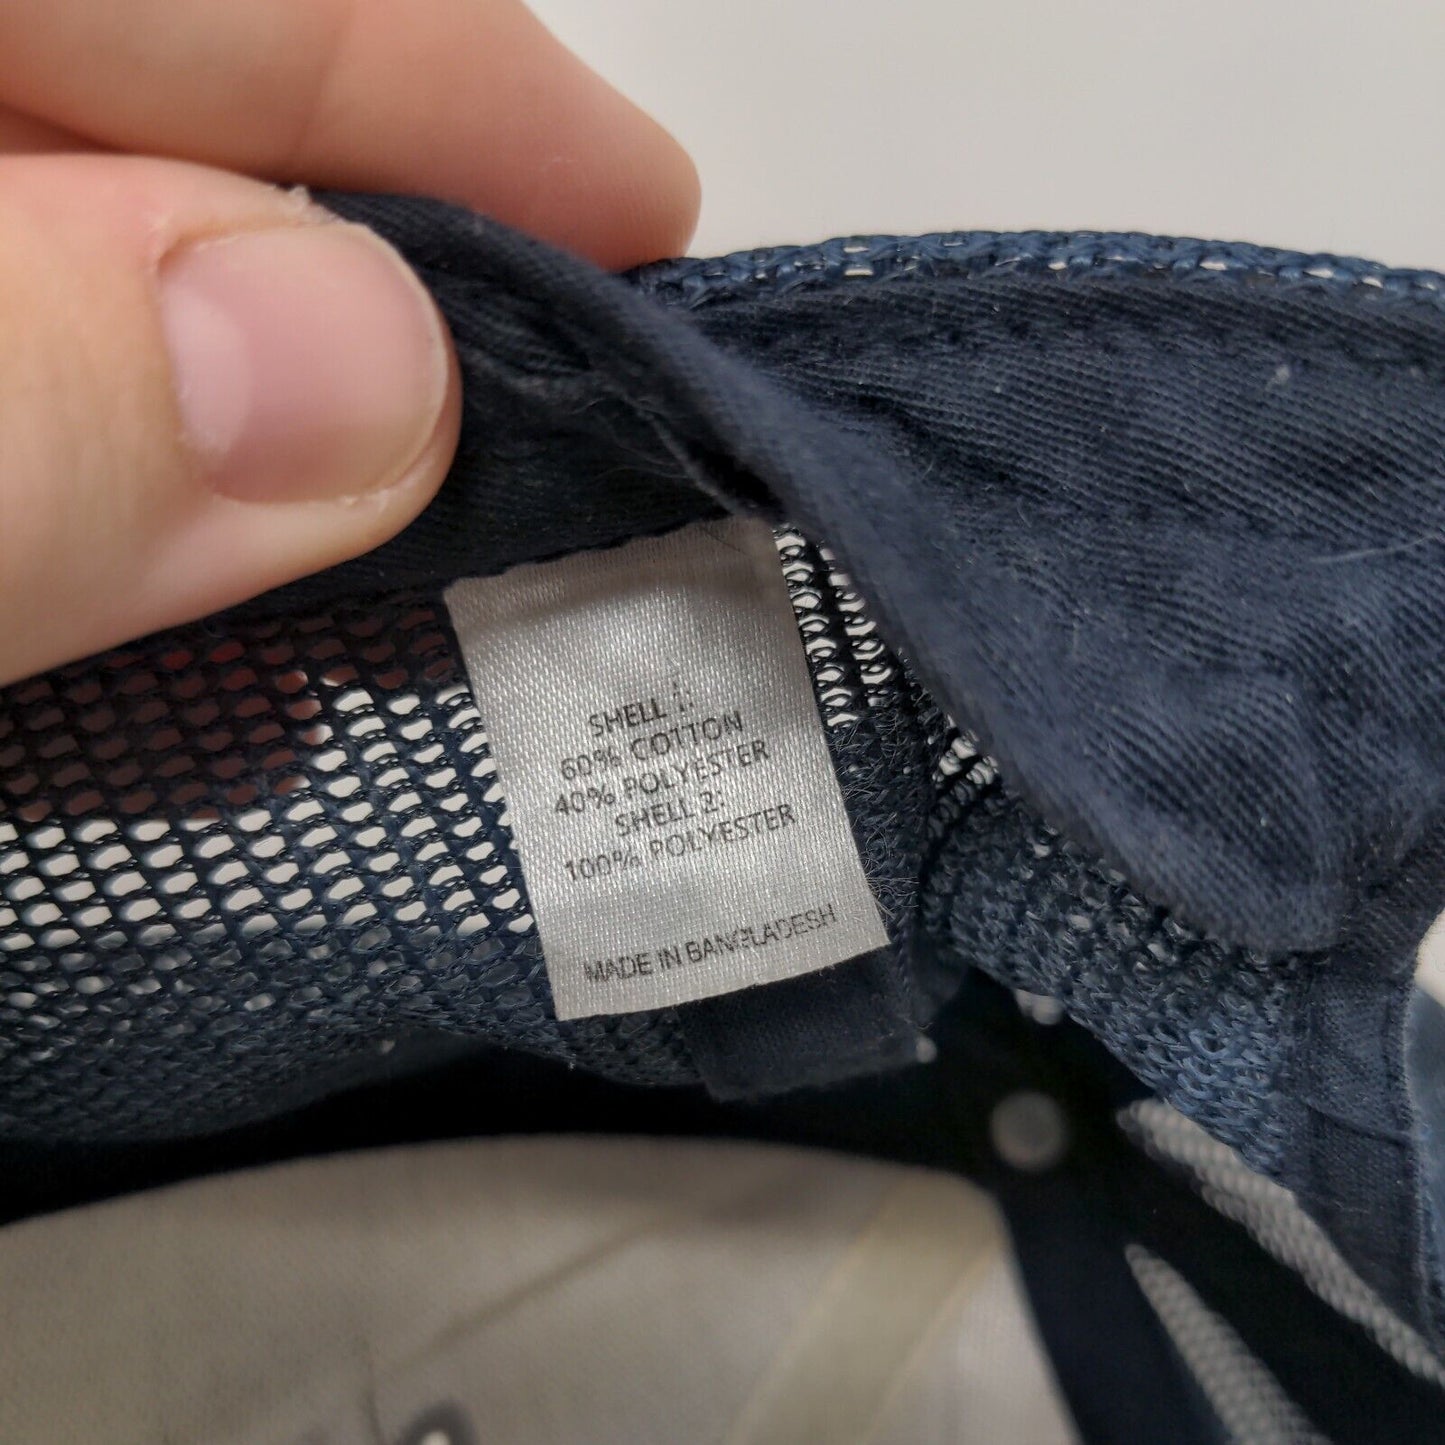 SHELL 1:
60% COTTON
40% POLYESTER
SHELL 2:
100% POLYESTER
MADE IN BANGLADESH